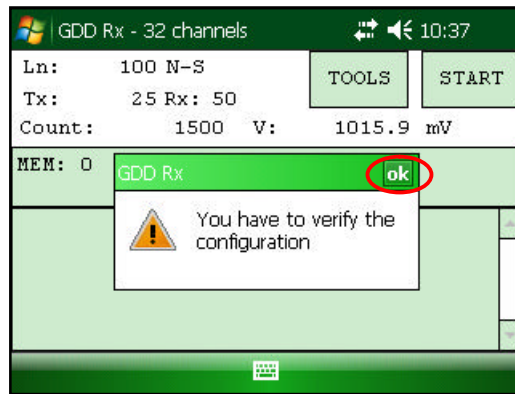 GDD Rx - 32 channels 10:37
Ln: 100 N-S
Tx: 25 Rx: 50
TOOLS START
Count: 1500 V: 1015.9 mV
MEM: 0
GDD Rx ok
You have to verify the
configuration